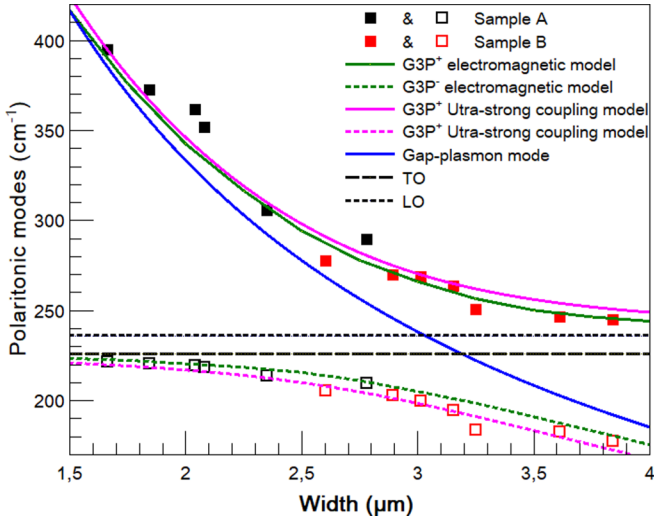 & Sample A
& Sample B
G3P⁺ electromagnetic model
G3P⁻ electromagnetic model
G3P⁺ Utra-strong coupling model
G3P⁺ Utra-strong coupling model
Gap-plasmon mode
TO
LO
Polaritonic modes (cm⁻¹)
400
350
300
250
200
1,5 2 2,5 3 3,5 4
Width (μm)